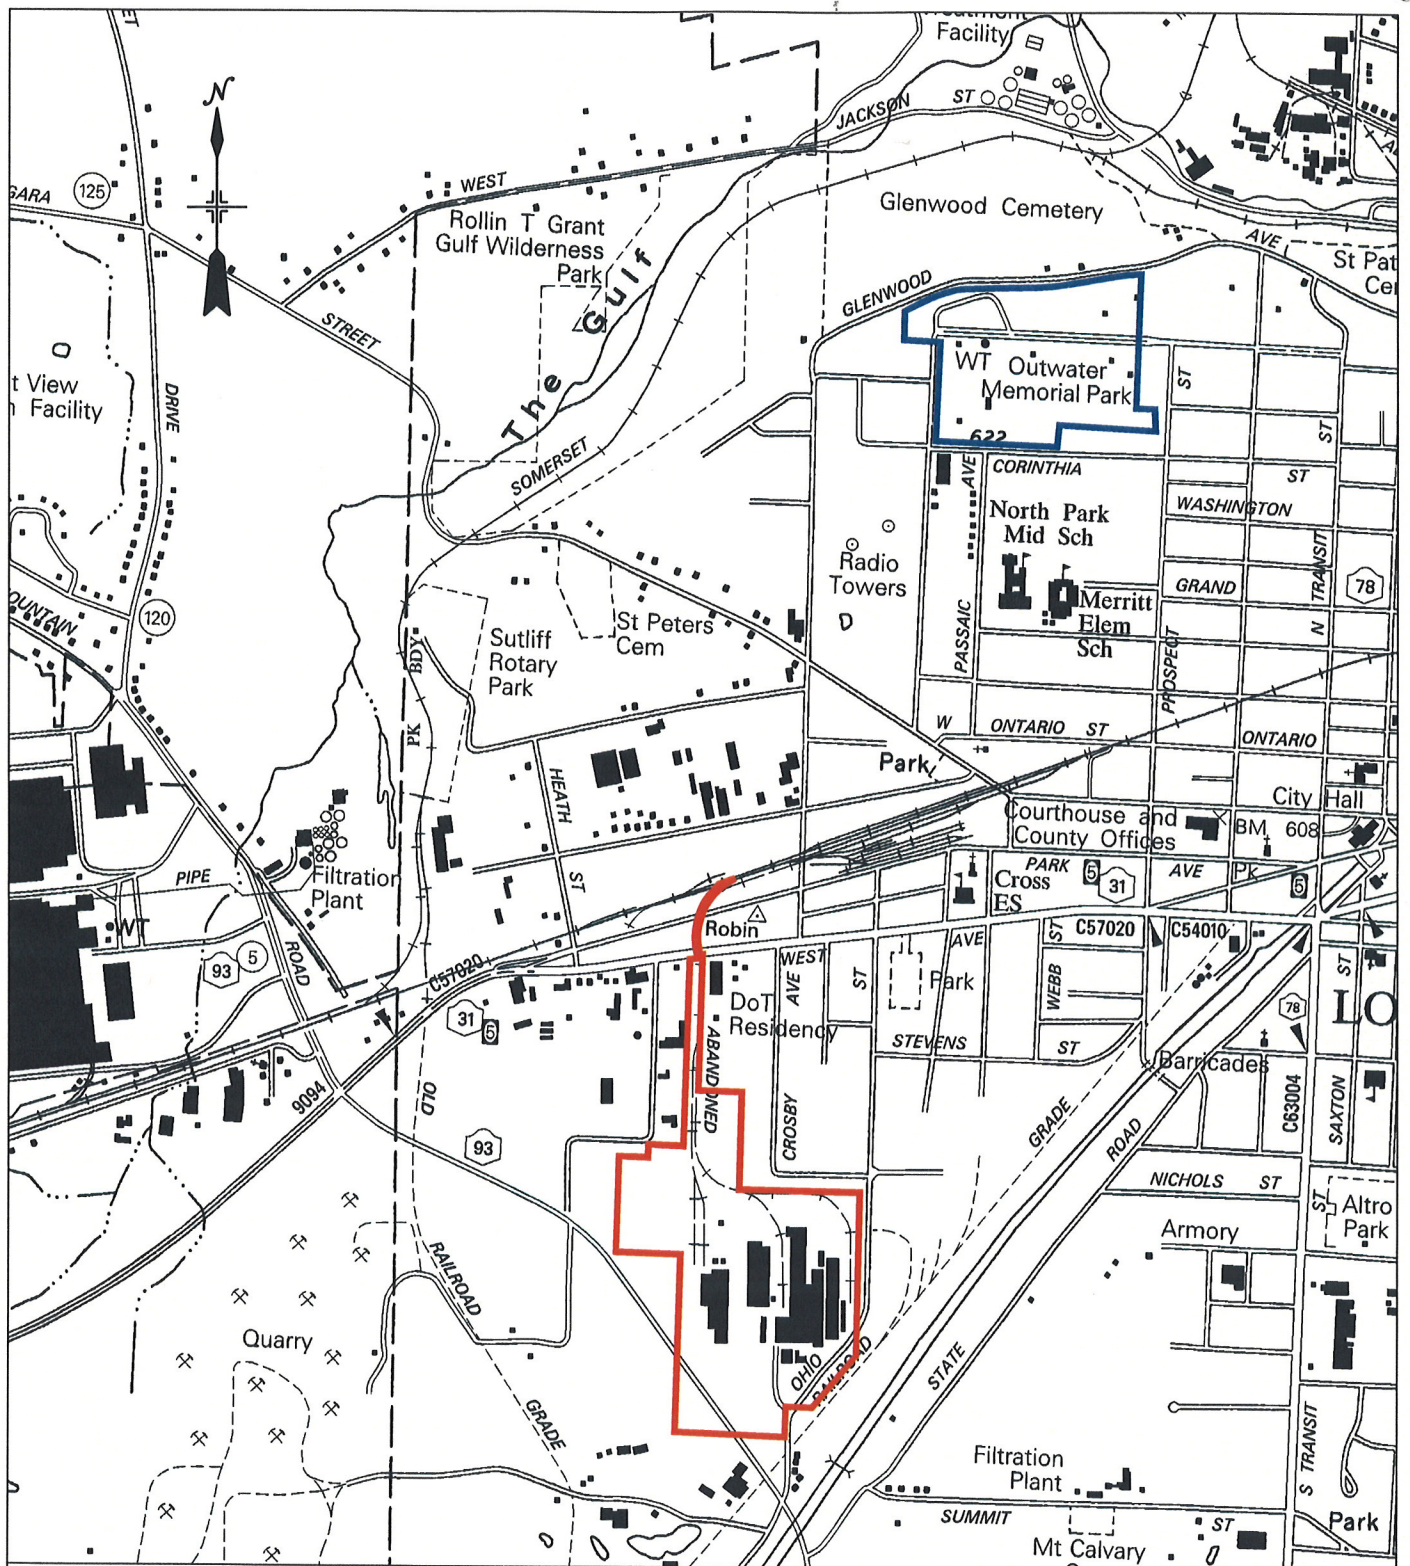 Facility
JACKSON
ST
N
125
WEST
Rollin T Grant
Gulf Wilderness
Park
Glenwood Cemetery
AVE
St Pat
GLENWOOD
The Gulf
STREET
t View
Facility
DRIVE
WT Outwater
Memorial Park
ST
ST
622
SOMERSET
AVE
CORINTHIA
ST
WASHINGTON
North Park
Mid Sch
Radio
Towers
GRAND
N TRANSIT
78
Merritt
Elem
Sch
PASSAIC
PROSPECT
OUNTAIN
120
BDY
PK
Sutliff
Rotary
Park
St Peters
Cem
W
ONTARIO
ST
ONTARIO
Park
HEATH
ST
City Hall
Courthouse and
County Offices
BM 608
PARK
5
31
AVE
Pk
5
Cross
ES
PIPE
Filtration
Plant
WT
Robin
ROAD
93
5
C57020
31
5
WEST
AVE
AVE
ST
ST
WEBB
C57020
C54010
Park
DoT
Residency
STEVENS
ST
ABANDONED
CROSBY
Barricades
78
ST
LO
SAXTON
C63004
9094
OLD
93
GRADE
ROAD
NICHOLS
ST
ST
Altro
Park
Armory
RAILROAD
Quarry
OHIO
RAILROAD
STATE
GRADE
S TRANSIT
Filtration
Plant
SUMMIT
ST
Park
Mt Calvary